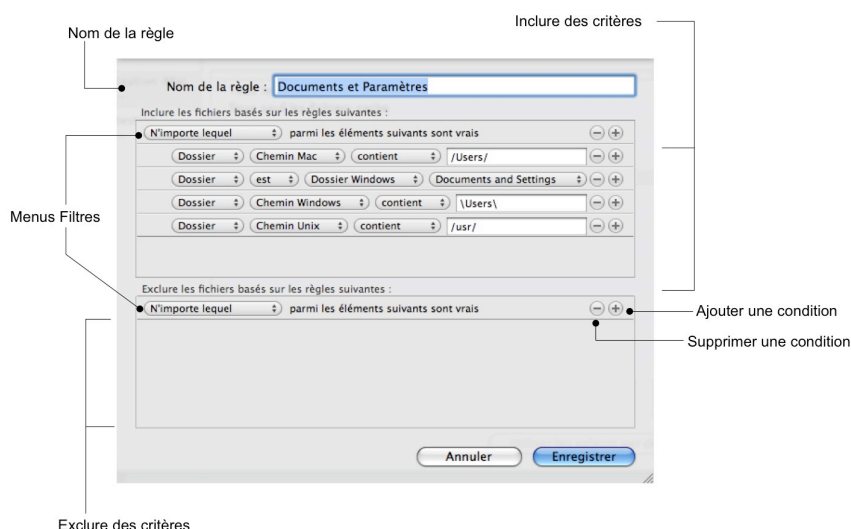 Inclure des critères
Nom de la règle
Nom de la règle : Documents et Paramètres
Inclure les fichiers basés sur les règles suivantes :
N'importe lequel parmi les éléments suivants sont vrais
Dossier Chemin Mac contient /Users/
Dossier est Dossier Windows Documents and Settings
Menus Filtres
Dossier Chemin Windows contient \Users\
Dossier Chemin Unix contient /usr/
Exclure les fichiers basés sur les règles suivantes :
N'importe lequel parmi les éléments suivants sont vrais
Ajouter une condition
Supprimer une condition
Annuler Enregistrer
Exclure des critères